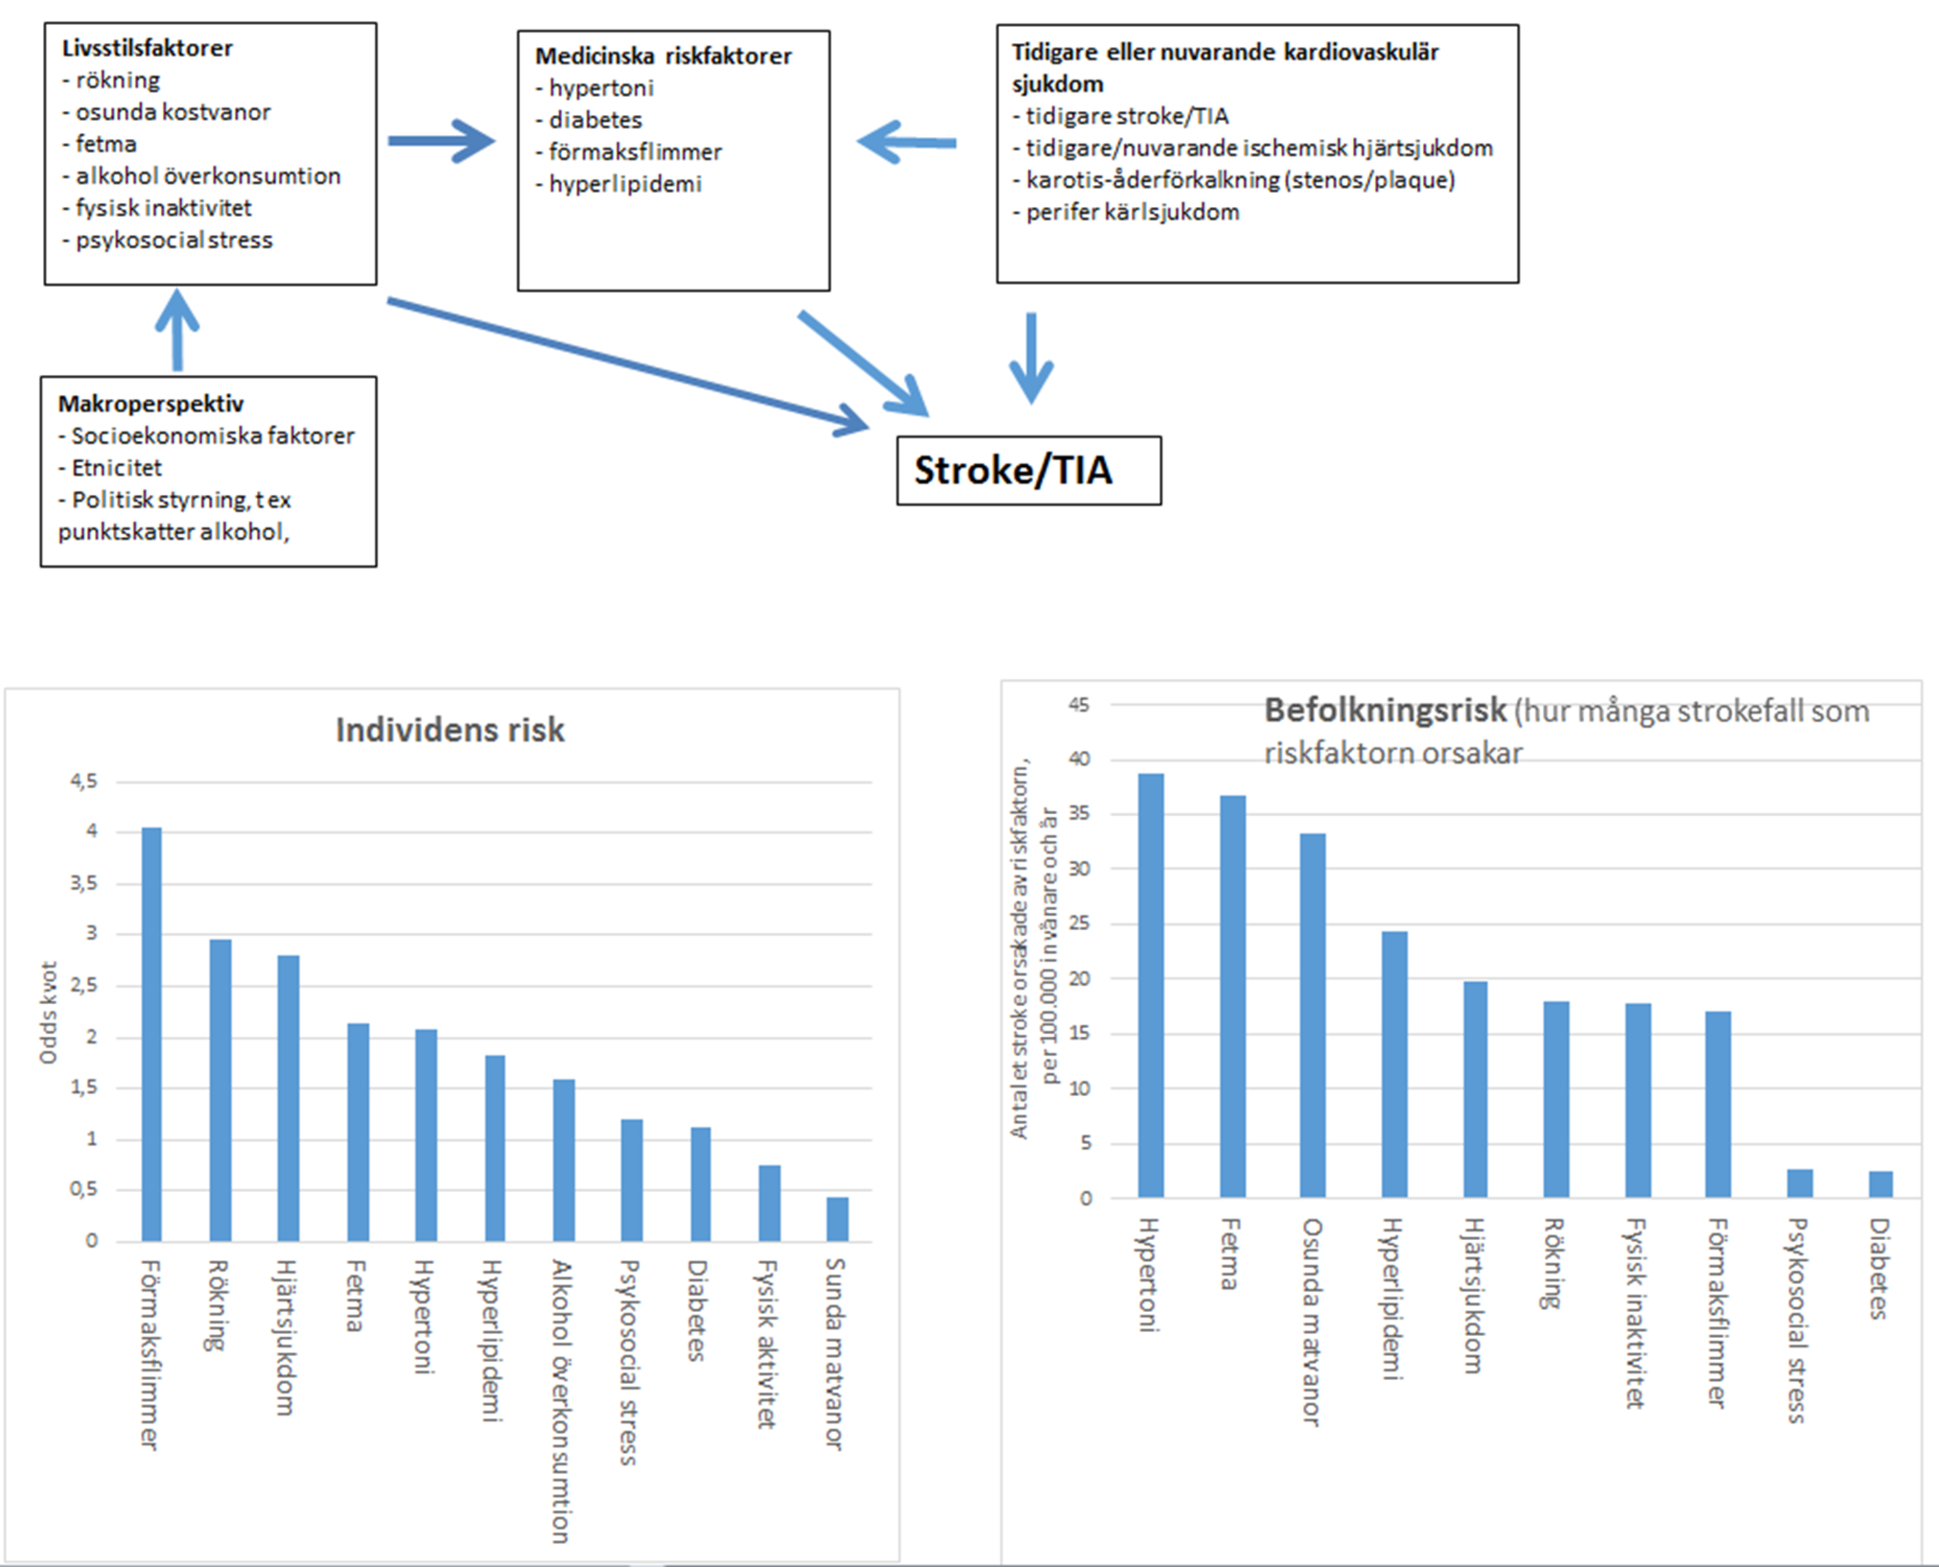 Livsstilsfaktorer
- rökning
- osunda kostvanor
- fetma
- alkohol överkonsumtion
- fysisk inaktivitet
- psykosocial stress
Medicinska riskfaktorer
- hypertoni
- diabetes
- förmaksflimmer
- hyperlipidemi
Tidigare eller nuvarande kardiovaskulär
sjukdom
- tidigare stroke/TIA
- tidigare/nuvarande ischemisk hjärtsjukdom
- karotis-åderförkalkning (stenos/plaque)
- perifer kärlsjukdom
Makroperspektiv
- Socioekonomiska faktorer
- Etnicitet
- Politisk styrning, t ex
punktskatter alkohol,
Stroke/TIA
Individens risk
Odds kvot
4,5
4
3,5
3
2,5
2
1,5
1
0,5
0
Förmaksflimmer
Rökning
Hjärtsjukdom
Fetma
Hypertoni
Hyperlipidemi
Alkohol överkonsumtion
Psykosocial stress
Diabetes
Fysisk aktivitet
Sunda matvanor
Befolkningsrisk (hur många strokefall som
riskfaktorn orsakar
Antalet stroke orsakade av riskfaktorn,
per 100.000 invånare och år
45
40
35
30
25
20
15
10
5
0
Hypertoni
Fetma
Osunda matvanor
Hyperlipidemi
Hjärtsjukdom
Rökning
Fysisk inaktivitet
Förmaksflimmer
Psykosocial stress
Diabetes